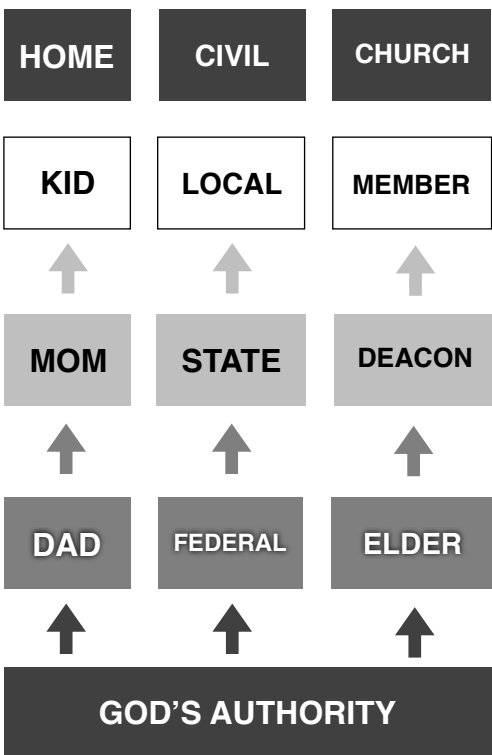 HOME CIVIL CHURCH
KID LOCAL MEMBER
MOM STATE DEACON
DAD FEDERAL ELDER
GOD’S AUTHORITY